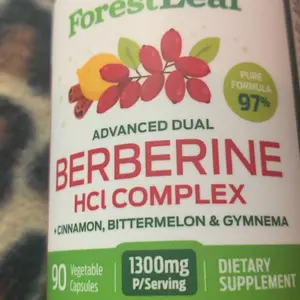 ForestLeaf
PURE
FORMULA
97%
ADVANCED DUAL
BERBERINE
HCl COMPLEX
+ CINNAMON, BITTERMELON & GYMNEMA
90 Vegetable
Capsules
1300mg
P/Serving
DIETARY
SUPPLEMENT